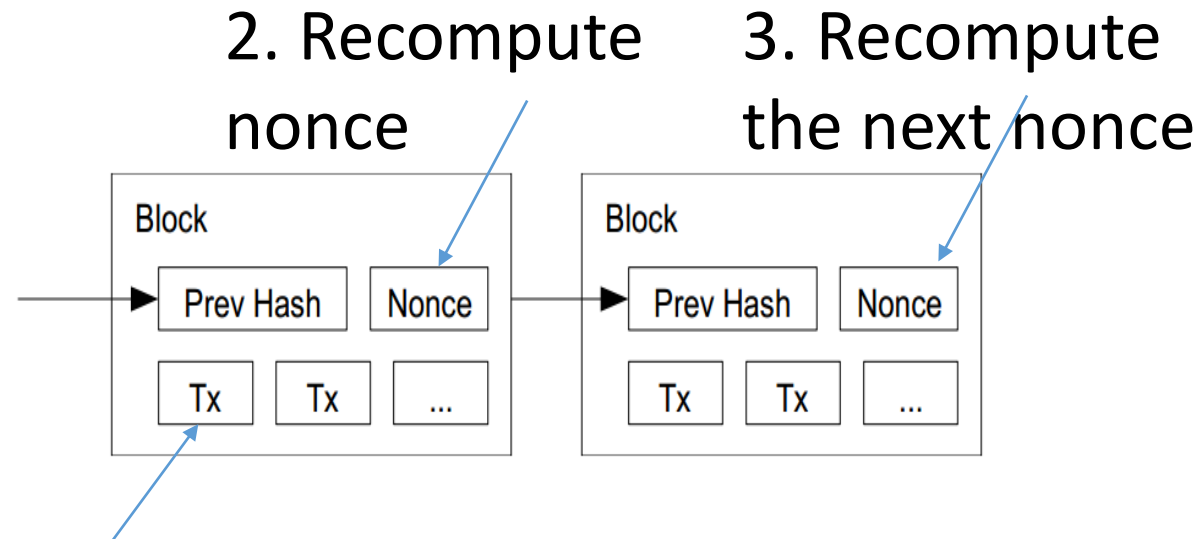 2. Recompute
nonce
3. Recompute
the next nonce
Block
Prev Hash
Nonce
Tx
Tx
...
Block
Prev Hash
Nonce
Tx
Tx
...